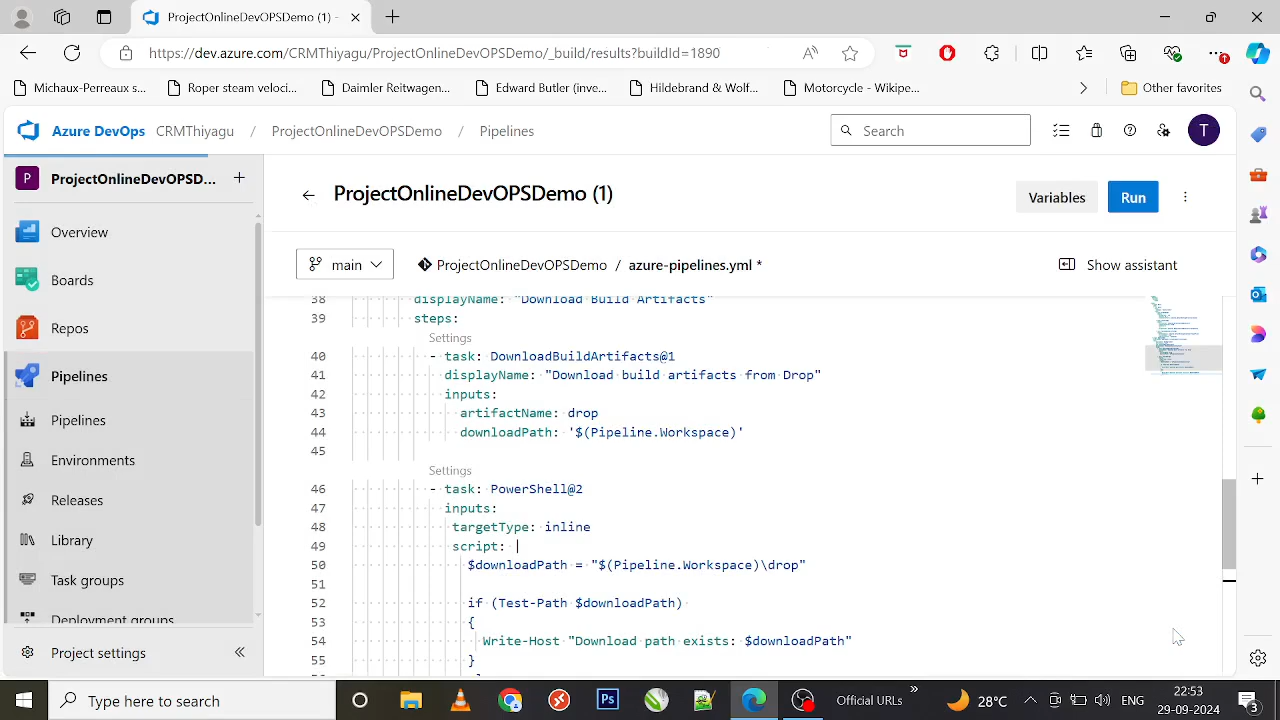 ProjectOnlineDevOPSDemo (1) -
https://dev.azure.com/CRMThiyagu/ProjectOnlineDevOPSDemo/_build/results?buildId=1890
Michaux-Perreaux s...
Roper steam veloci...
Daimler Reitwagen...
Edward Butler (inve...
Hildebrand & Wolf...
Motorcycle - Wikipe...
Other favorites
Azure DevOps CRMThiyagu / ProjectOnlineDevOPSDemo / Pipelines
Search
T
P ProjectOnlineDevOPSD... +
Overview
Boards
Repos
Pipelines
Pipelines
Environments
Releases
Library
Task groups
Deployment groups
Project settings
ProjectOnlineDevOPSDemo (1)
Variables
Run
main
ProjectOnlineDevOPSDemo / azure-pipelines.yml *
Show assistant
38 displayName: "Download Build Artifacts"
39 steps:
Settings
40 - task: DownloadBuildArtifacts@1
41 displayName: "Download build artifacts from Drop"
42 inputs:
43 artifactName: drop
44 downloadPath: '$(Pipeline.Workspace)'
45
Settings
46 - task: PowerShell@2
47 inputs:
48 targetType: inline
49 script: |
50 $downloadPath = "$(Pipeline.Workspace)\drop"
51
52 if (Test-Path $downloadPath)
53 {
54 Write-Host "Download path exists: $downloadPath"
55 }
Type here to search
Ps
Official URLs
28°C
ENG
22:53
29-09-2024
3